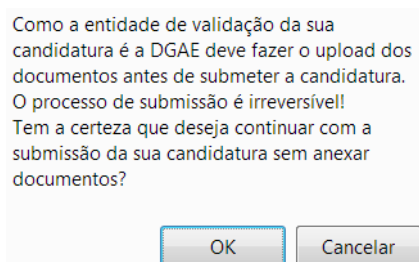 Como a entidade de validação da sua
candidatura é a DGAE deve fazer o upload dos
documentos antes de submeter a candidatura.
O processo de submissão é irreversível!
Tem a certeza que deseja continuar com a
submissão da sua candidatura sem anexar
documentos?
OK Cancelar